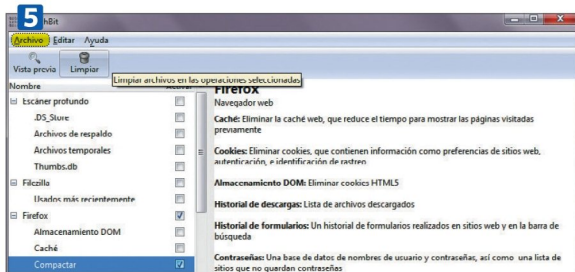 5
hBit
Archivo Editar Ayuda
Vista previa Limpiar
Limpiar archivos en las operaciones seleccionadas
Nombre Activar
Escáner profundo
.DS_Store
Archivos de respaldo
Archivos temporales
Thumbs.db
Filezilla
Usados más recientemente
Firefox
Almacenamiento DOM
Caché
Compactar
Firefox
Navegador web
Caché: Eliminar la caché web, que reduce el tiempo para mostrar las páginas visitadas
previamente
Cookies: Eliminar cookies, que contienen información como preferencias de sitios web,
autenticación, e identificación de rastreo
Almacenamiento DOM: Eliminar cookies HTML5
Historial de descargas: Lista de archivos descargados
Historial de formularios: Un historial de formularios realizados en sitios web y en la barra de
búsqueda
Contraseñas: Una base de datos de nombres de usuario y contraseñas, así como una lista de
sitios que no guardan contraseñas